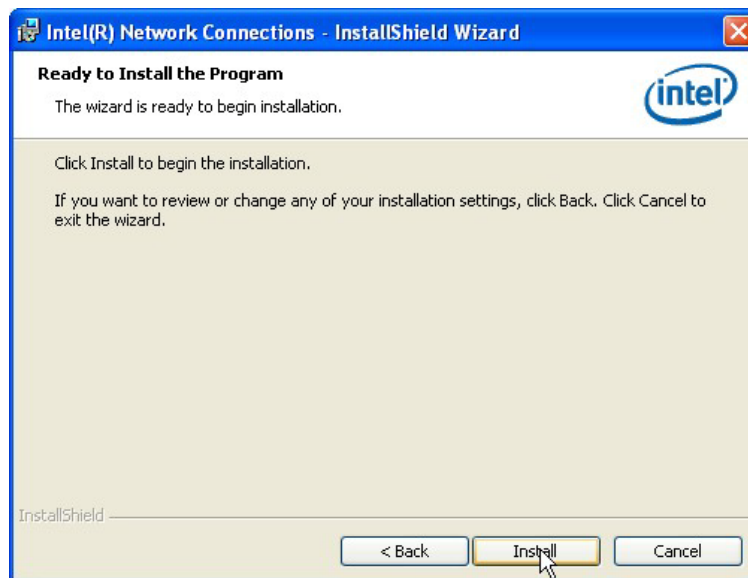 Intel(R) Network Connections - InstallShield Wizard
Ready to Install the Program
The wizard is ready to begin installation.
intel
Click Install to begin the installation.
If you want to review or change any of your installation settings, click Back. Click Cancel to
exit the wizard.
InstallShield
< Back
Install
Cancel